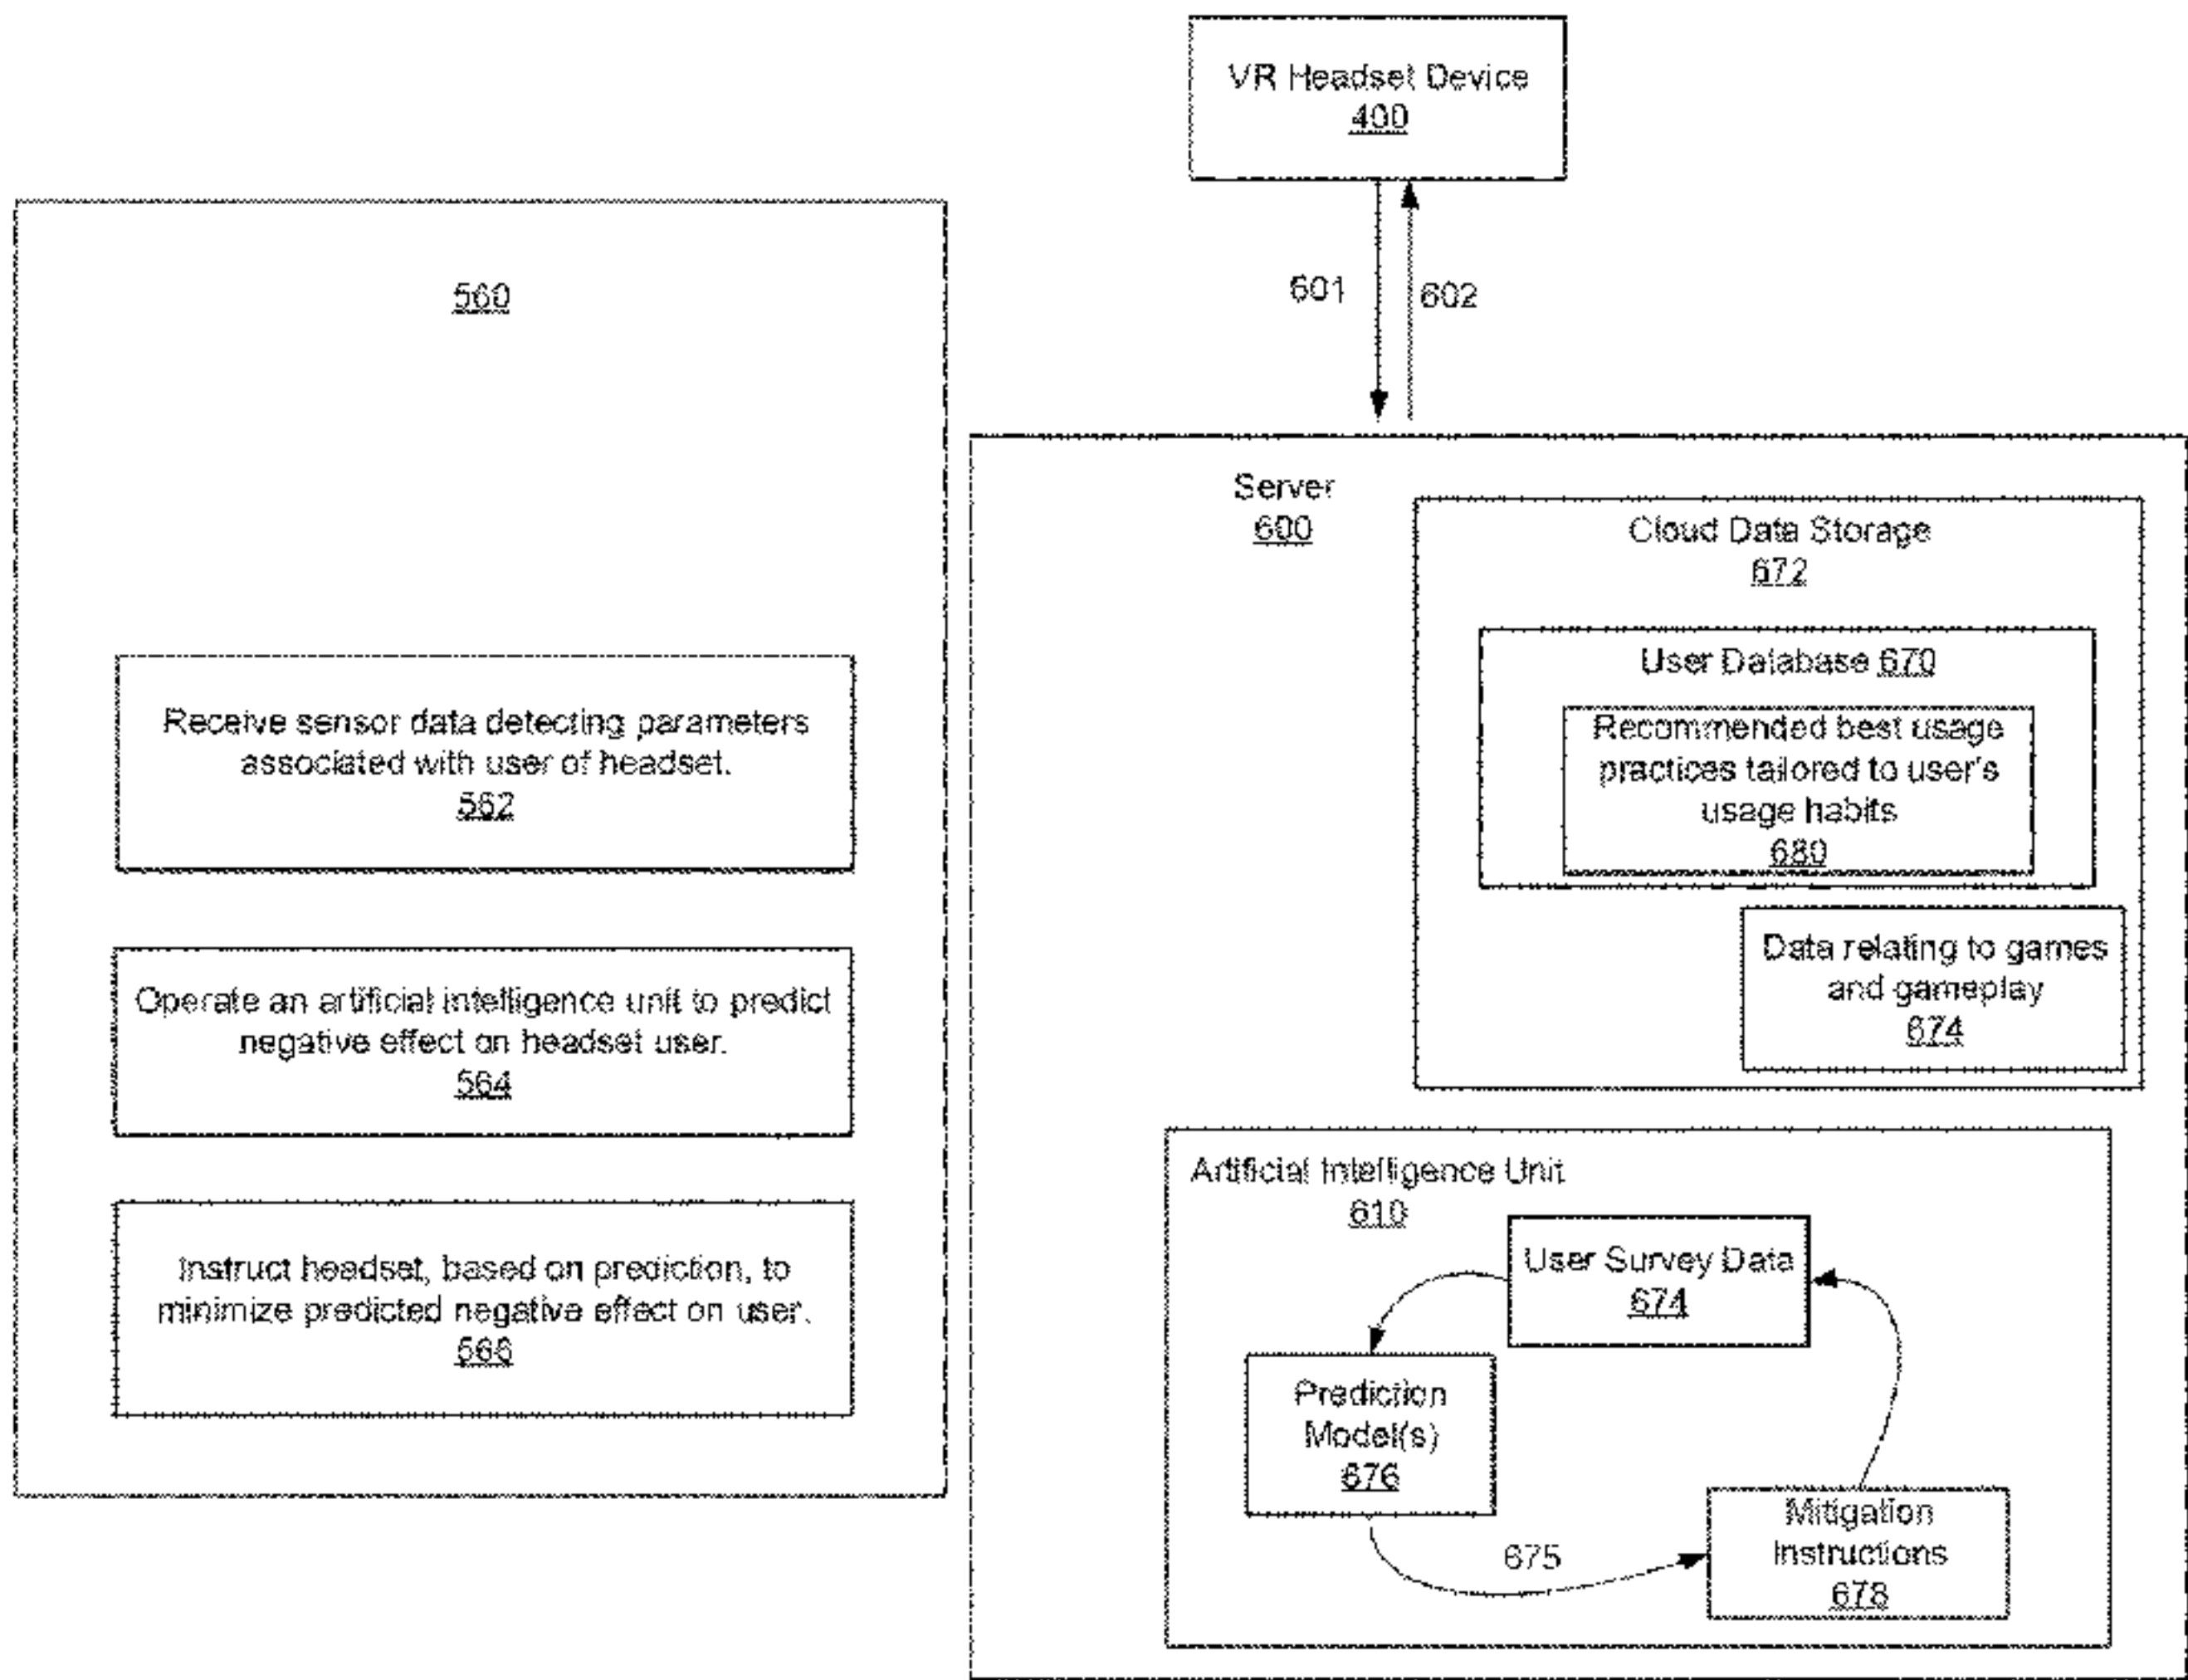 VR Headset Device
400
601
602
560
Receive sensor data detecting parameters
associated with user of headset.
562
Operate an artificial intelligence unit to predict
negative effect on headset user.
564
Instruct headset, based on prediction, to
minimize predicted negative effect on user.
566
Server
600
Cloud Data Storage
672
User Database 670
Recommended best usage
practices tailored to user's
usage habits
680
Data relating to games
and gameplay
674
Artificial Intelligence Unit
610
User Survey Data
674
Prediction
Model(s)
676
675
Mitigation
Instructions
678